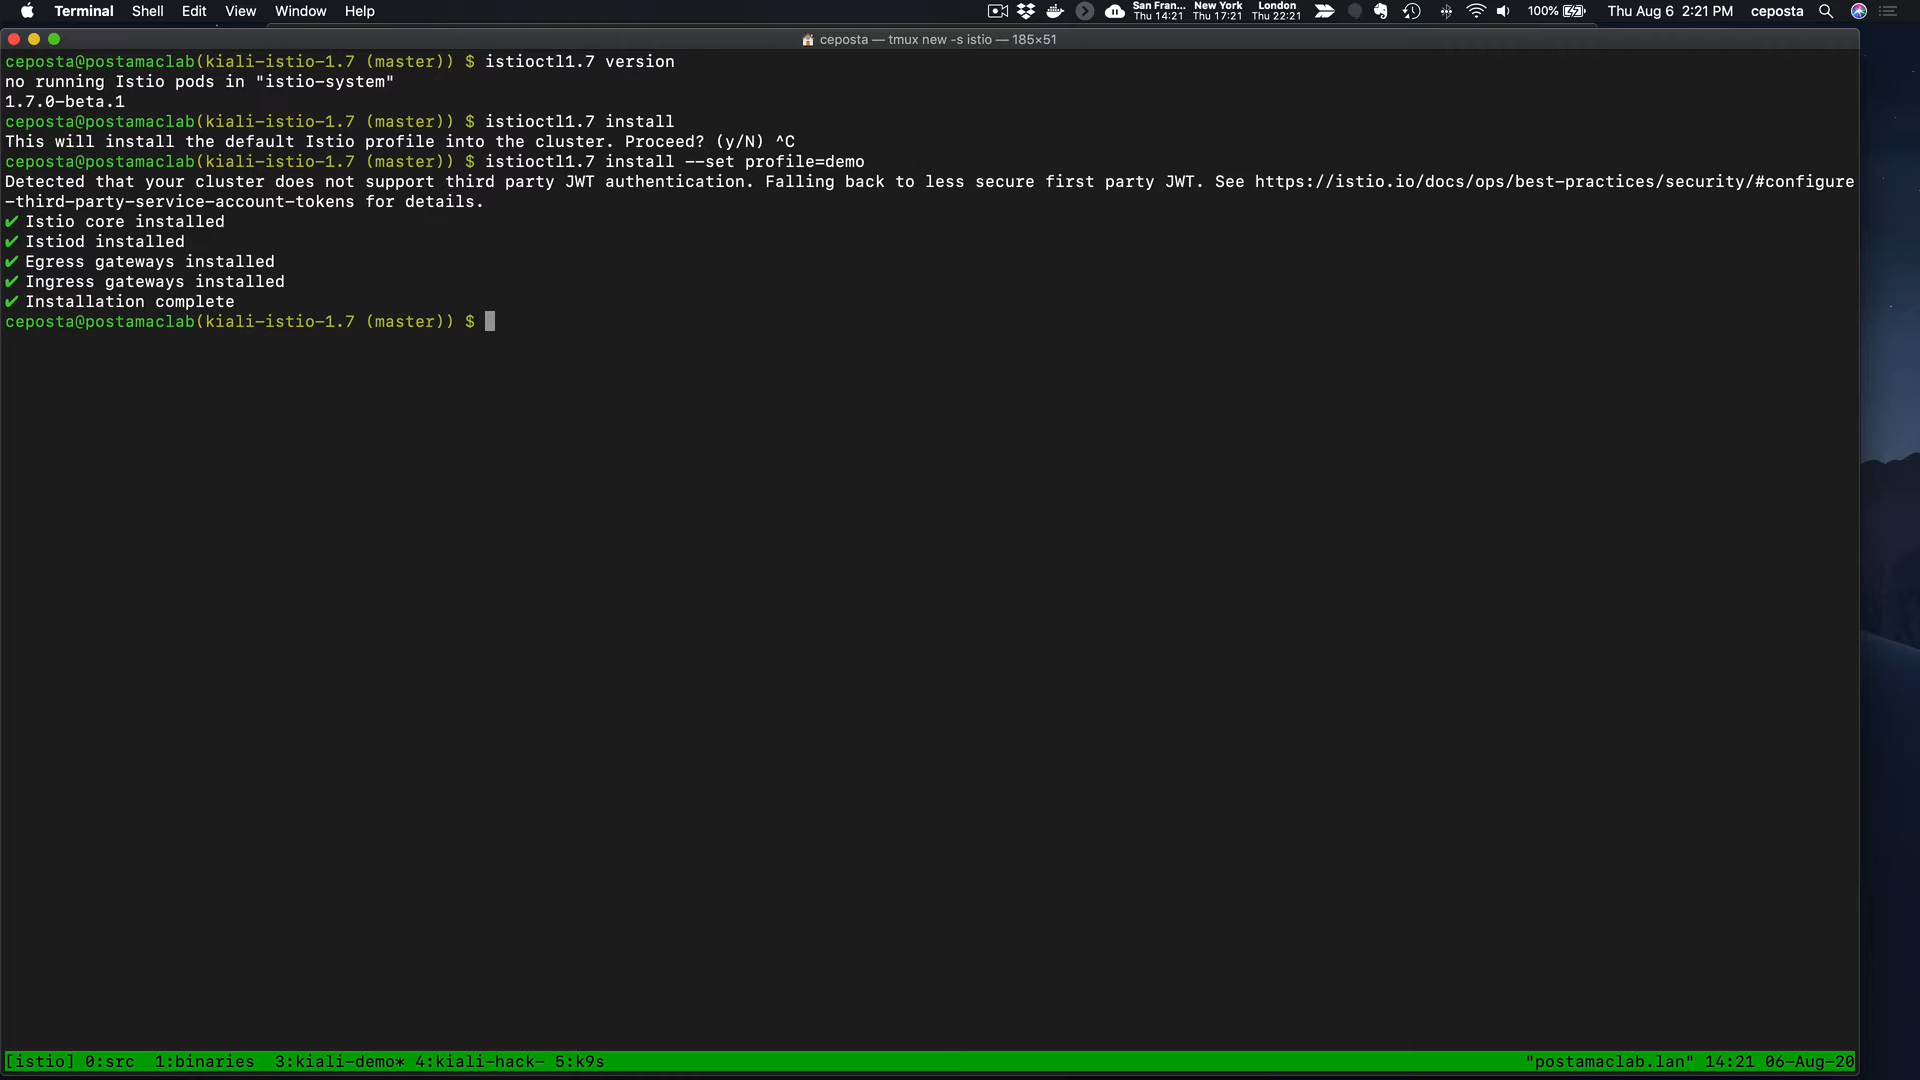 Terminal Shell Edit View Window Help San Fran... New York London
Thu 14:21 Thu 17:21 Thu 22:21 100% Thu Aug 6 2:21 PM ceposta
ceposta — tmux new -s istio — 185×51
ceposta@postamaclab(kiali-istio-1.7 (master)) $ istioctl1.7 version
no running Istio pods in "istio-system"
1.7.0-beta.1
ceposta@postamaclab(kiali-istio-1.7 (master)) $ istioctl1.7 install
This will install the default Istio profile into the cluster. Proceed? (y/N) ^C
ceposta@postamaclab(kiali-istio-1.7 (master)) $ istioctl1.7 install --set profile=demo
Detected that your cluster does not support third party JWT authentication. Falling back to less secure first party JWT. See https://istio.io/docs/ops/best-practices/security/#configure
-third-party-service-account-tokens for details.
✔ Istio core installed
✔ Istiod installed
✔ Egress gateways installed
✔ Ingress gateways installed
✔ Installation complete
ceposta@postamaclab(kiali-istio-1.7 (master)) $
[istio] 0:src 1:binaries 3:kiali-demo* 4:kiali-hack- 5:k9s "postamaclab.lan" 14:21 06-Aug-20